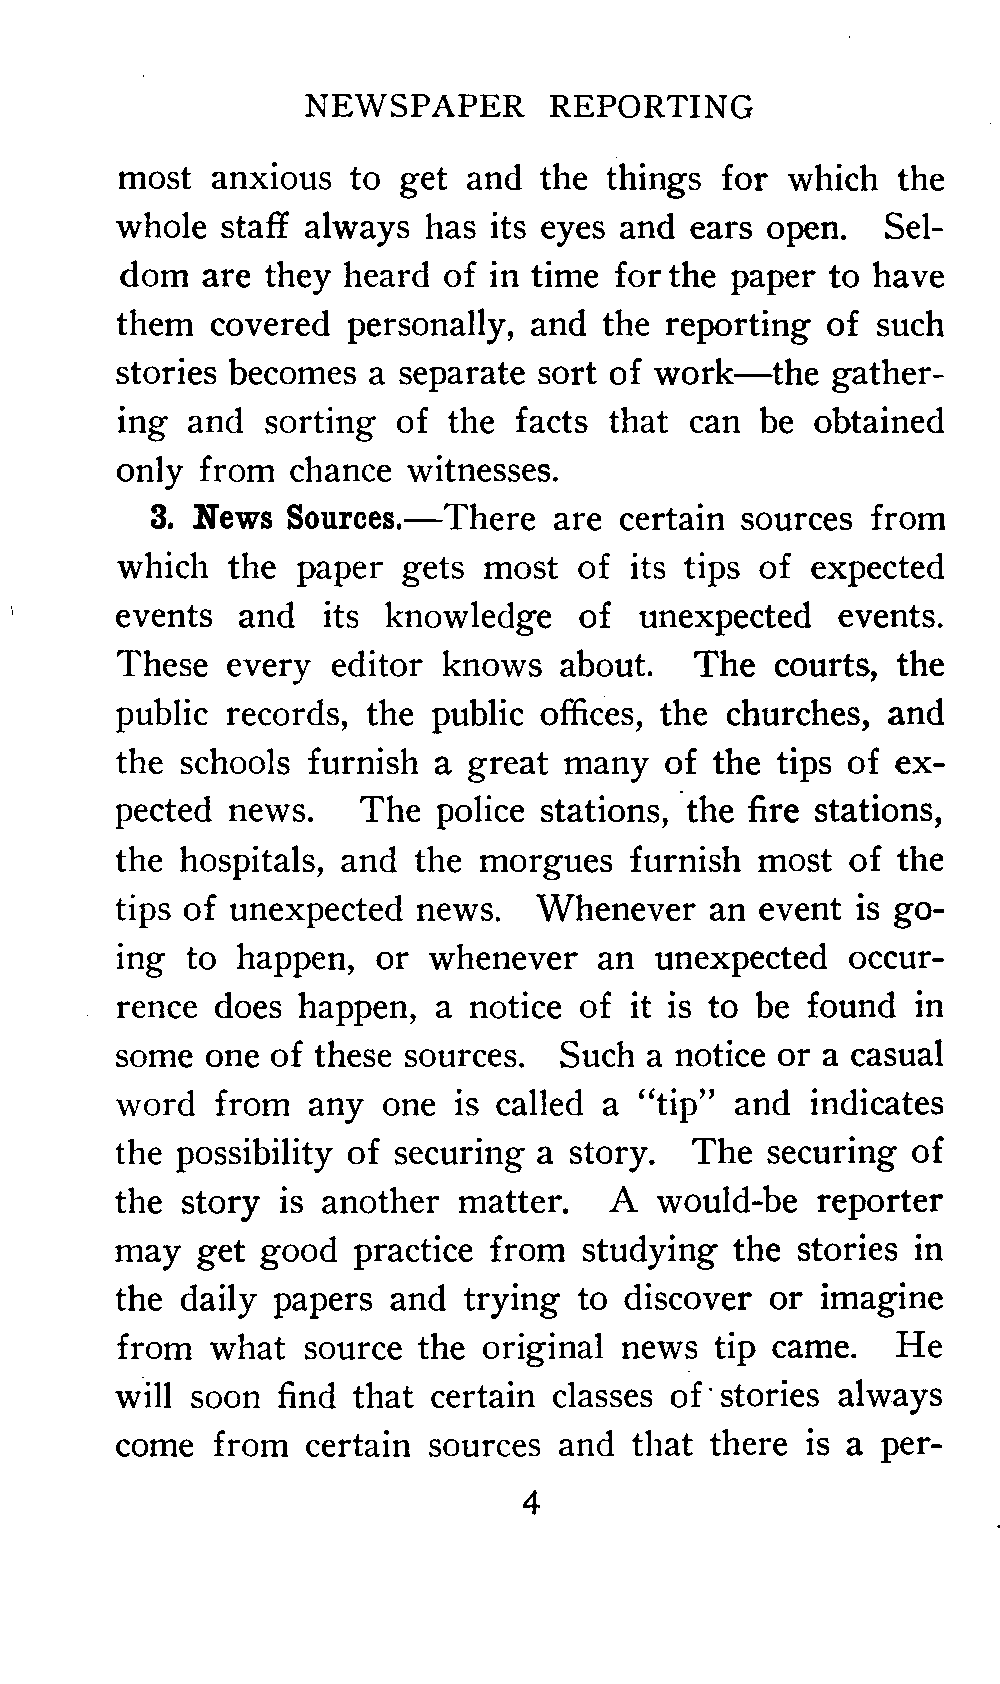 NEWSPAPER REPORTING
most anxious to get and the things for which the
whole staff always has its eyes and ears open. Sel-
dom are they heard of in time for the paper to have
them covered personally, and the reporting of such
stories becomes a separate sort of work—the gather-
ing and sorting of the facts that can be obtained
only from chance witnesses.
3. News Sources.—There are certain sources from
which the paper gets most of its tips of expected
events and its knowledge of unexpected events.
These every editor knows about. The courts, the
public records, the public offices, the churches, and
the schools furnish a great many of the tips of ex-
pected news. The police stations, the fire stations,
the hospitals, and the morgues furnish most of the
tips of unexpected news. Whenever an event is go-
ing to happen, or whenever an unexpected occur-
rence does happen, a notice of it is to be found in
some one of these sources. Such a notice or a casual
word from any one is called a “tip” and indicates
the possibility of securing a story. The securing of
the story is another matter. A would-be reporter
may get good practice from studying the stories in
the daily papers and trying to discover or imagine
from what source the original news tip came. He
will soon find that certain classes of stories always
come from certain sources and that there is a per-
4